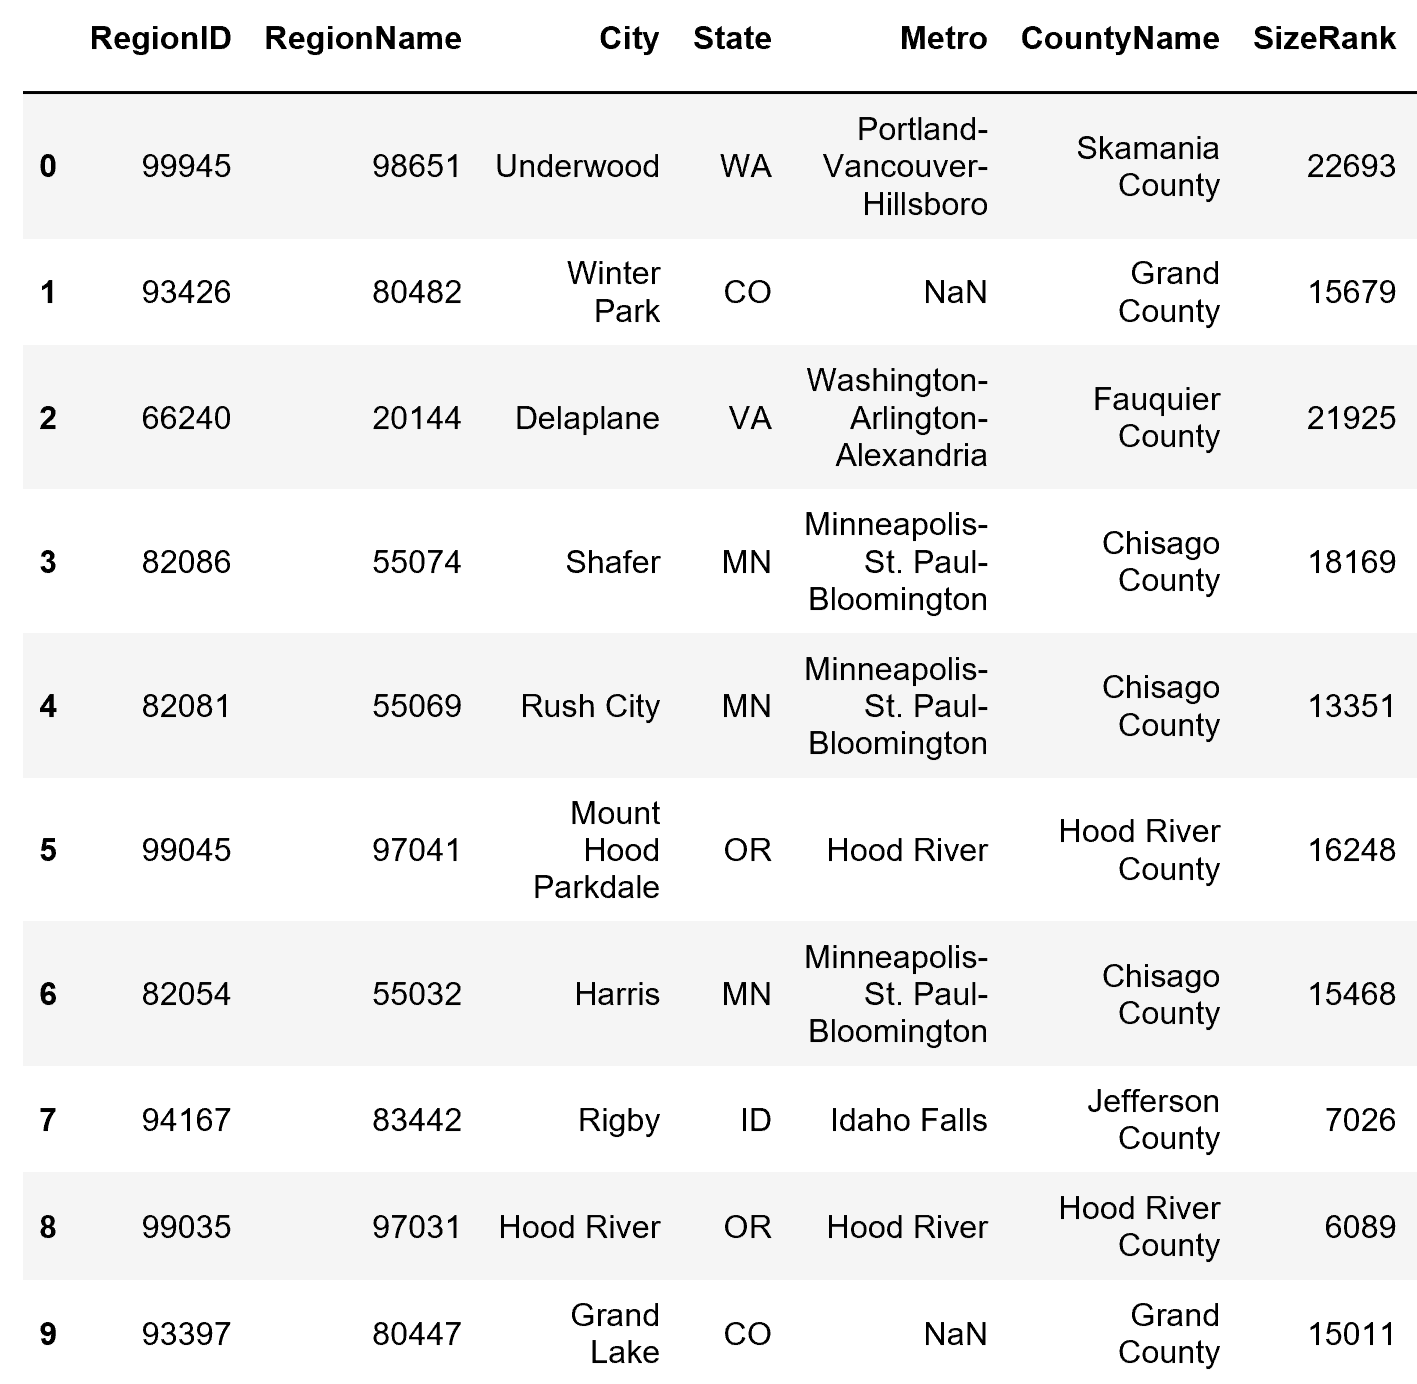 RegionID RegionName City State Metro CountyName SizeRank
0 99945 98651 Underwood WA Portland-Vancouver-Hillsboro Skamania County 22693
1 93426 80482 Winter Park CO NaN Grand County 15679
2 66240 20144 Delaplane VA Washington-Arlington-Alexandria Fauquier County 21925
3 82086 55074 Shafer MN Minneapolis-St. Paul-Bloomington Chisago County 18169
4 82081 55069 Rush City MN Minneapolis-St. Paul-Bloomington Chisago County 13351
5 99045 97041 Mount Hood Parkdale OR Hood River Hood River County 16248
6 82054 55032 Harris MN Minneapolis-St. Paul-Bloomington Chisago County 15468
7 94167 83442 Rigby ID Idaho Falls Jefferson County 7026
8 99035 97031 Hood River OR Hood River Hood River County 6089
9 93397 80447 Grand Lake CO NaN Grand County 15011